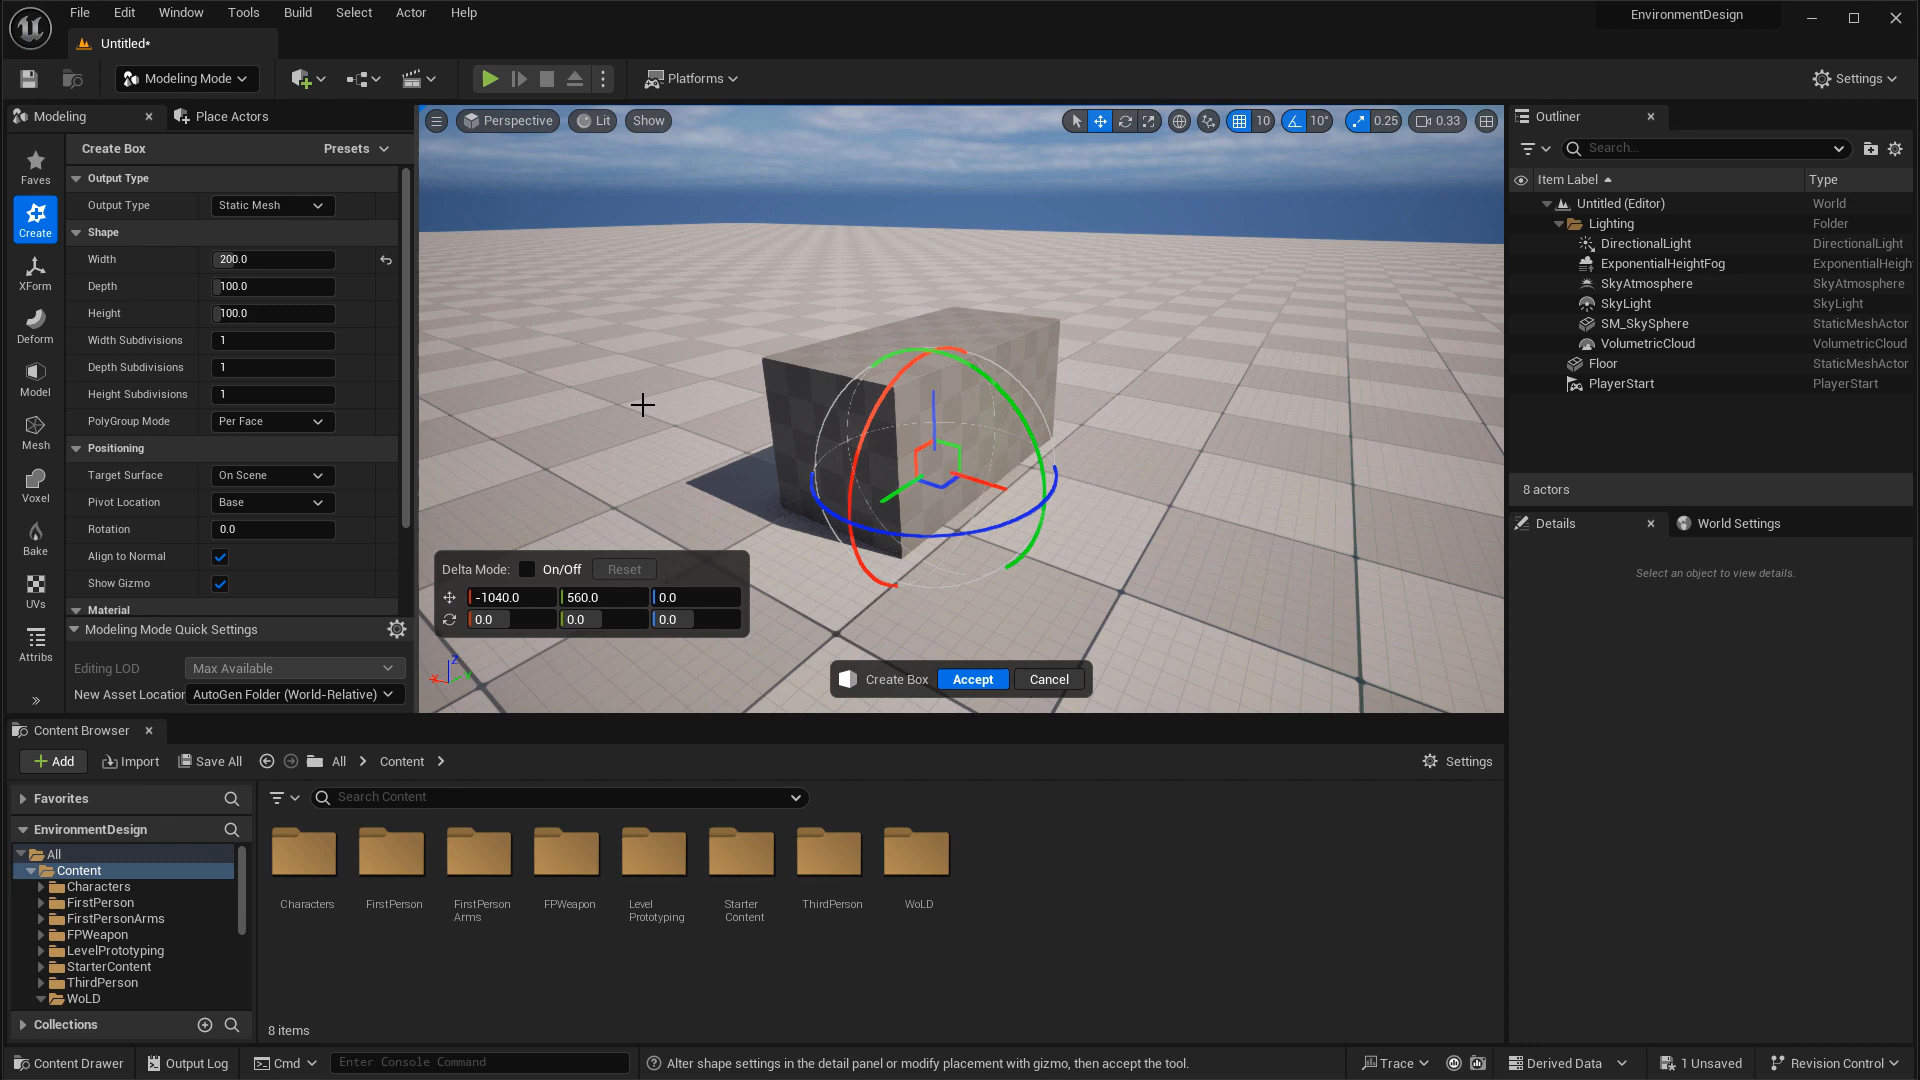 File Edit Window Tools Build Select Actor Help
EnvironmentDesign
Untitled*
Modeling Mode
Platforms
Settings
Modeling
Place Actors
Create Box
Presets
Faves
Create
XForm
Deform
Model
Mesh
Voxel
Bake
UVs
Attribs
Output Type
Output Type Static Mesh
Shape
Width 200.0
Depth 100.0
Height 100.0
Width Subdivisions 1
Depth Subdivisions 1
Height Subdivisions 1
PolyGroup Mode Per Face
Positioning
Target Surface On Scene
Pivot Location Base
Rotation 0.0
Align to Normal
Show Gizmo
Material
Modeling Mode Quick Settings
Editing LOD Max Available
New Asset Location AutoGen Folder (World-Relative)
Perspective Lit Show
10 10° 0.25 0.33
Delta Mode: On/Off Reset
-1040.0 560.0 0.0
0.0 0.0 0.0
Z
X Y
Create Box Accept Cancel
Outliner
Search...
Item Label Type
Untitled (Editor) World
Lighting Folder
DirectionalLight DirectionalLight
ExponentialHeightFog ExponentialHeigh
SkyAtmosphere SkyAtmosphere
SkyLight SkyLight
SM_SkySphere StaticMeshActor
VolumetricCloud VolumetricCloud
Floor StaticMeshActor
PlayerStart PlayerStart
8 actors
Details
World Settings
Select an object to view details.
Content Browser
Add Import Save All All Content
Settings
Favorites
EnvironmentDesign
All
Content
Characters
FirstPerson
FirstPersonArms
FPWeapon
LevelPrototyping
StarterContent
ThirdPerson
WoLD
Collections
Search Content
Characters
FirstPerson
FirstPerson
Arms
FPWeapon
Level
Prototyping
Starter
Content
ThirdPerson
WoLD
8 items
Content Drawer Output Log Cmd Enter Console Command
Alter shape settings in the detail panel or modify placement with gizmo, then accept the tool.
Trace
Derived Data 1 Unsaved Revision Control